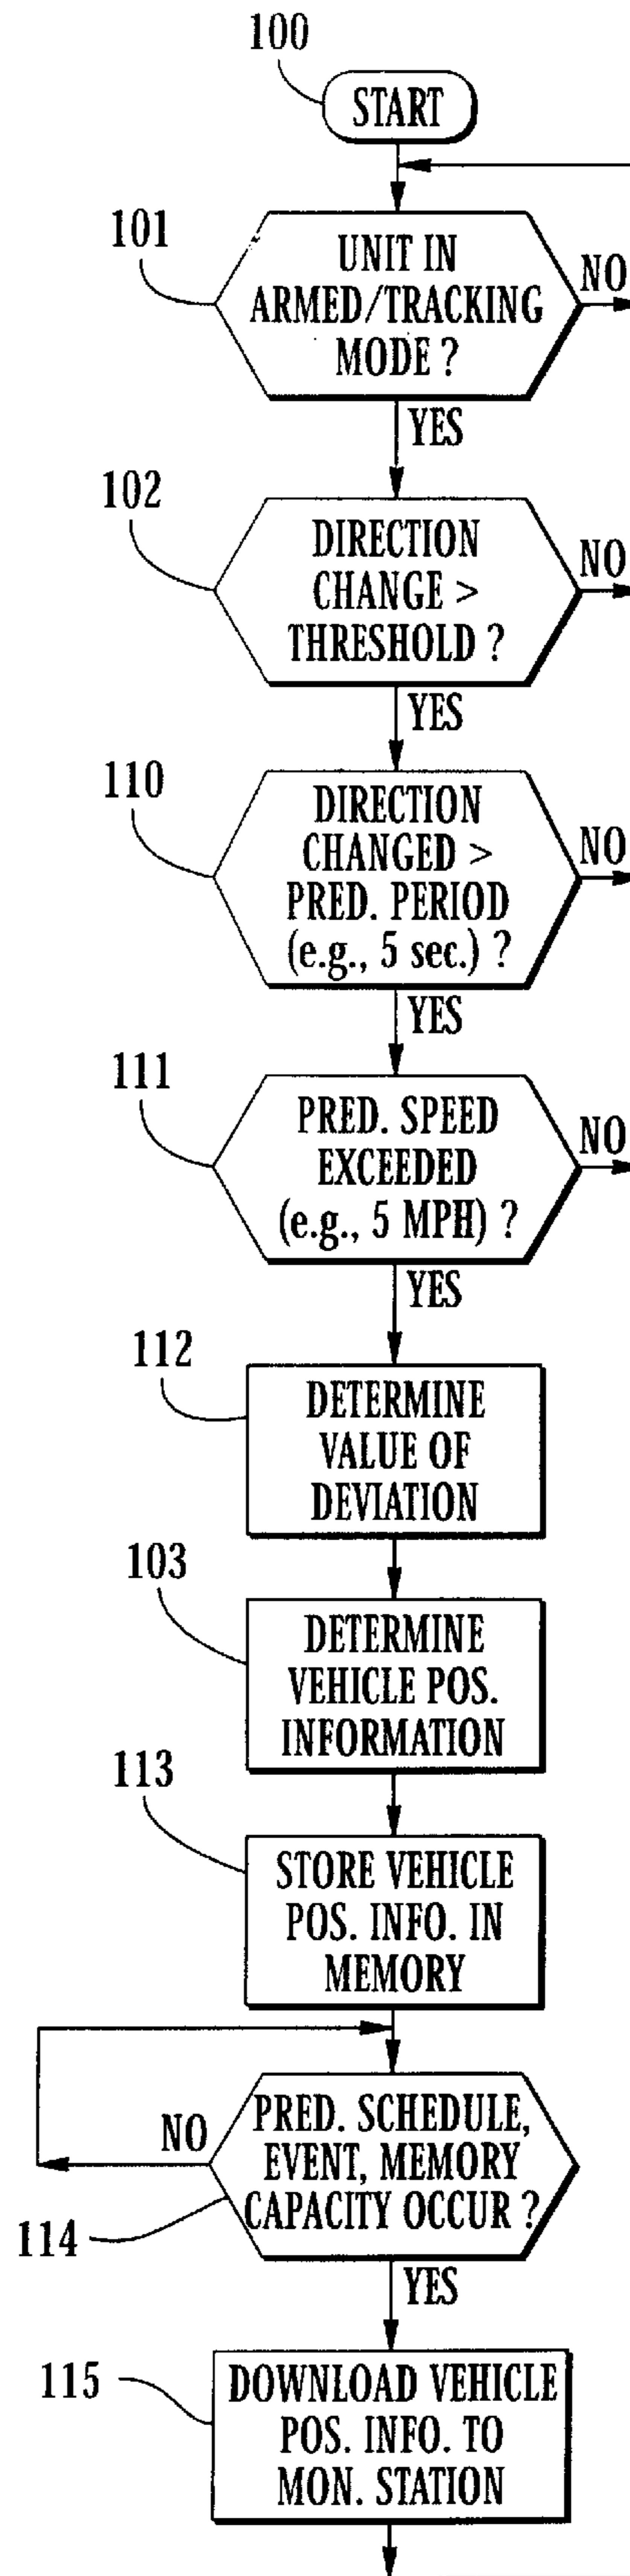 100
START
101
UNIT IN
ARMED/TRACKING
MODE ?
NO
YES
102
DIRECTION
CHANGE >
THRESHOLD ?
NO
YES
110
DIRECTION
CHANGED >
PRED. PERIOD
(e.g., 5 sec.) ?
NO
YES
111
PRED. SPEED
EXCEEDED
(e.g., 5 MPH) ?
NO
YES
112
DETERMINE
VALUE OF
DEVIATION
103
DETERMINE
VEHICLE POS.
INFORMATION
113
STORE VEHICLE
POS. INFO. IN
MEMORY
NO
PRED. SCHEDULE,
EVENT, MEMORY
CAPACITY OCCUR ?
114
YES
115
DOWNLOAD VEHICLE
POS. INFO. TO
MON. STATION